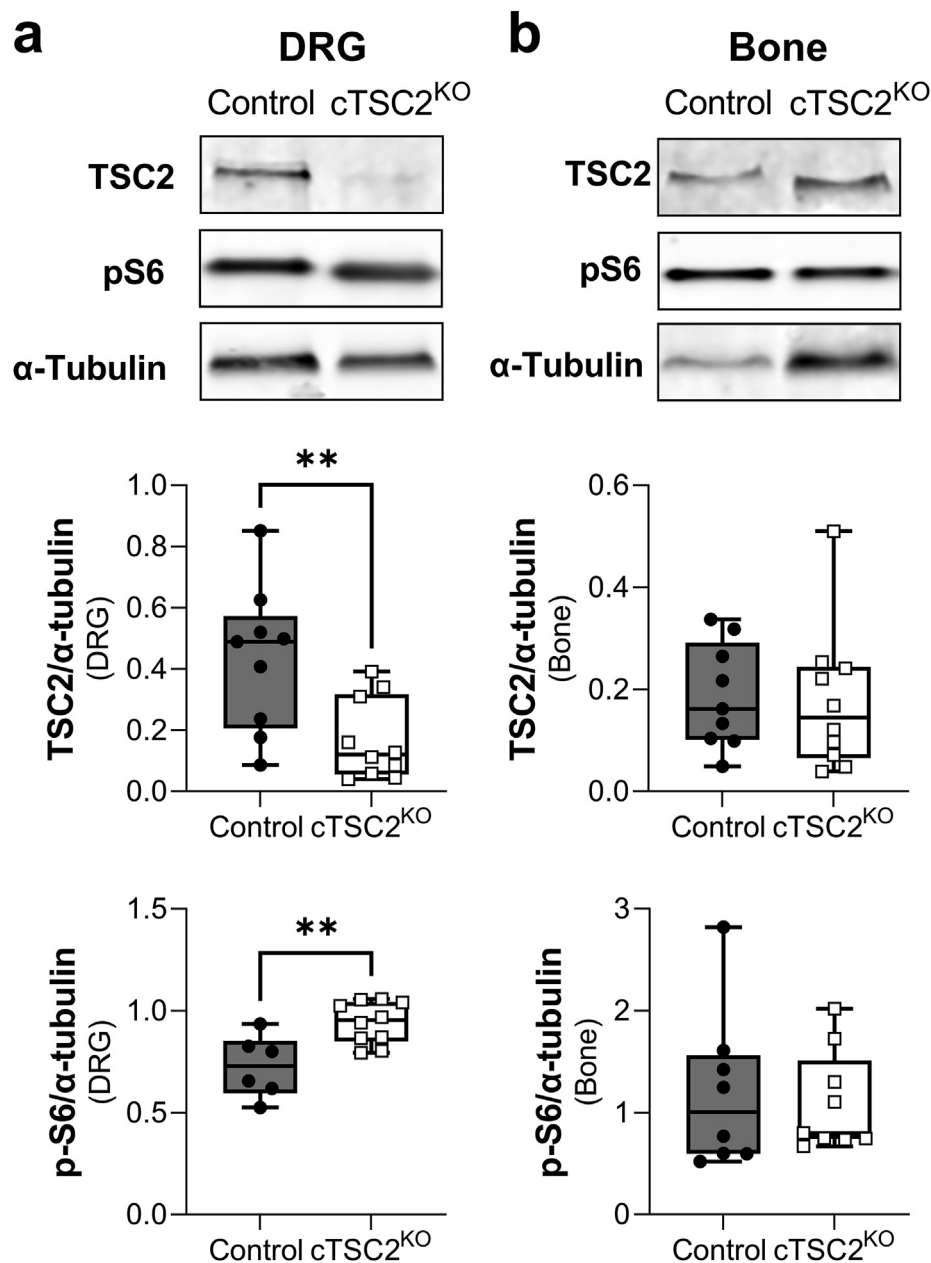 a
DRG
Control cTSC2KO
TSC2
pS6
α-Tubulin
**
1.0
0.8
0.6
0.4
0.2
0.0
TSC2/α-tubulin
(DRG)
Control cTSC2KO
**
1.5
1.0
0.5
0.0
p-S6/α-tubulin
(DRG)
Control cTSC2KO
b
Bone
Control cTSC2KO
TSC2
pS6
α-Tubulin
0.6
0.4
0.2
0.0
TSC2/α-tubulin
(Bone)
Control cTSC2KO
3
2
1
0
p-S6/α-tubulin
(Bone)
Control cTSC2KO